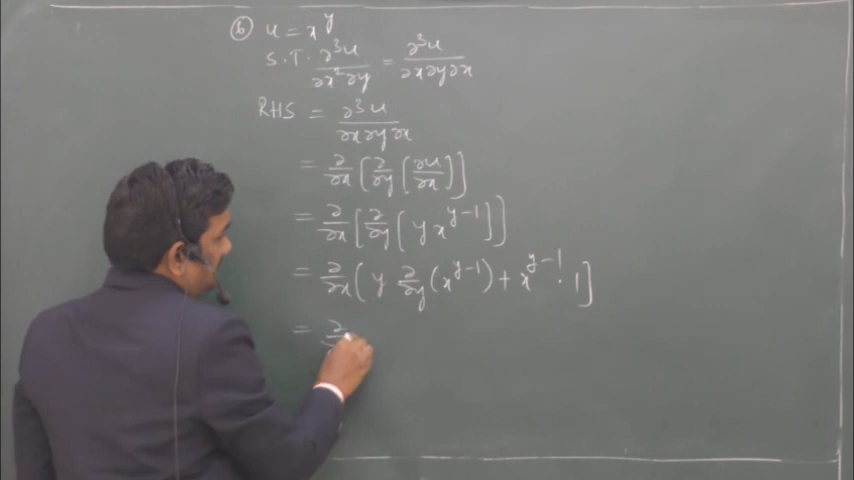 (6) u = x^y
S.T. ∂³u/∂x²∂y = ∂³u/∂x∂y∂x
RHS = ∂³u/∂x∂y∂x
= ∂/∂x [∂/∂y [∂u/∂x]]
= ∂/∂x [∂/∂y [y x^{y-1}]]
= ∂/∂x [y ∂/∂y (x^{y-1}) + x^{y-1} · 1]
= ∂